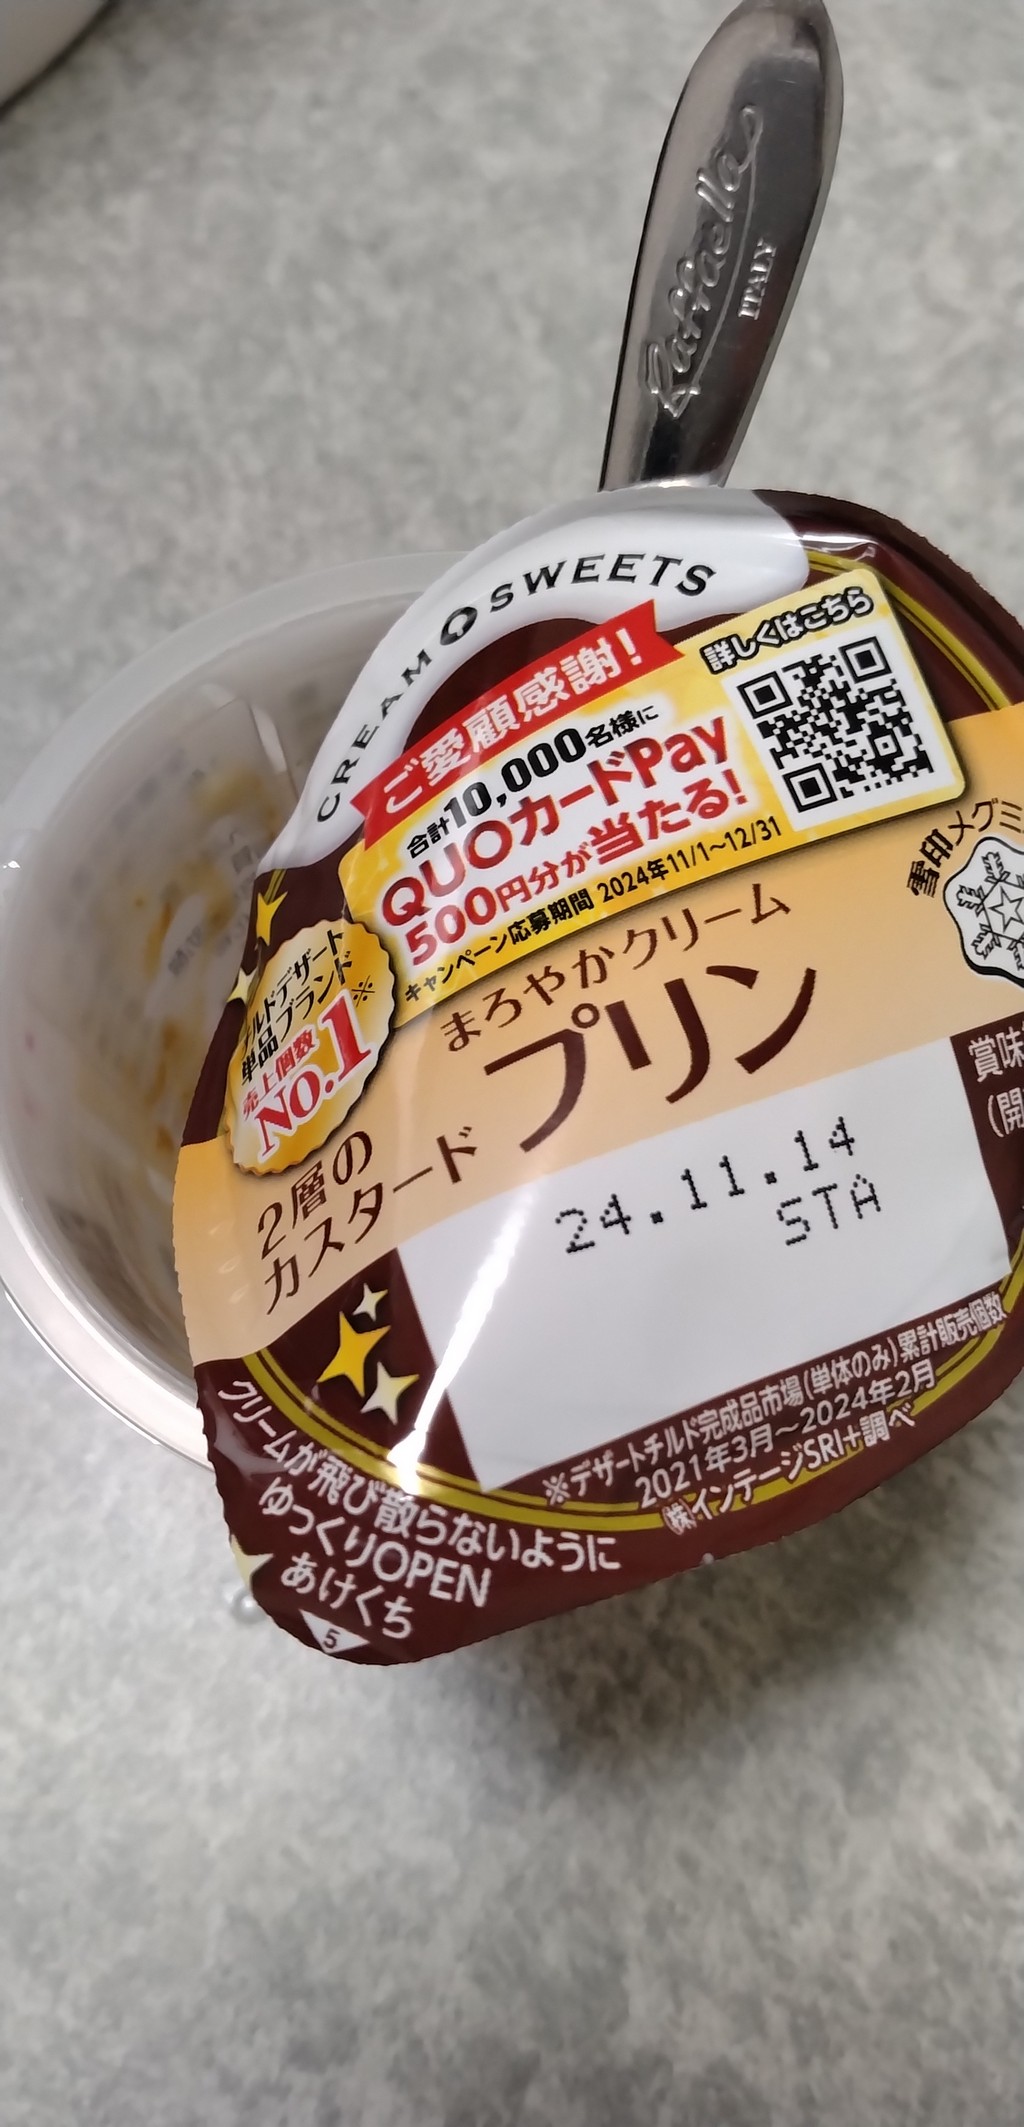 Raffaella
ITALY
CREAM SWEETS
ご愛顧感謝!
詳しくはこちら
合計10,000名様に
QUOカードPay
500円分が当たる!
キャンペーン応募期間 2024年11/1~12/31
雪印メグミ
ルドデザート
単品ブランド※
売上個数
NO.1
まろやかクリーム
プリン
2層の
カスタード
賞味
(開
24.11.14
STA
※デザートチルド完成品市場(単体のみ)累計販売個数
2021年3月~2024年2月
㈱インテージSRI+調べ
クリームが飛び散らないように
ゆっくりOPEN
あけくち
5